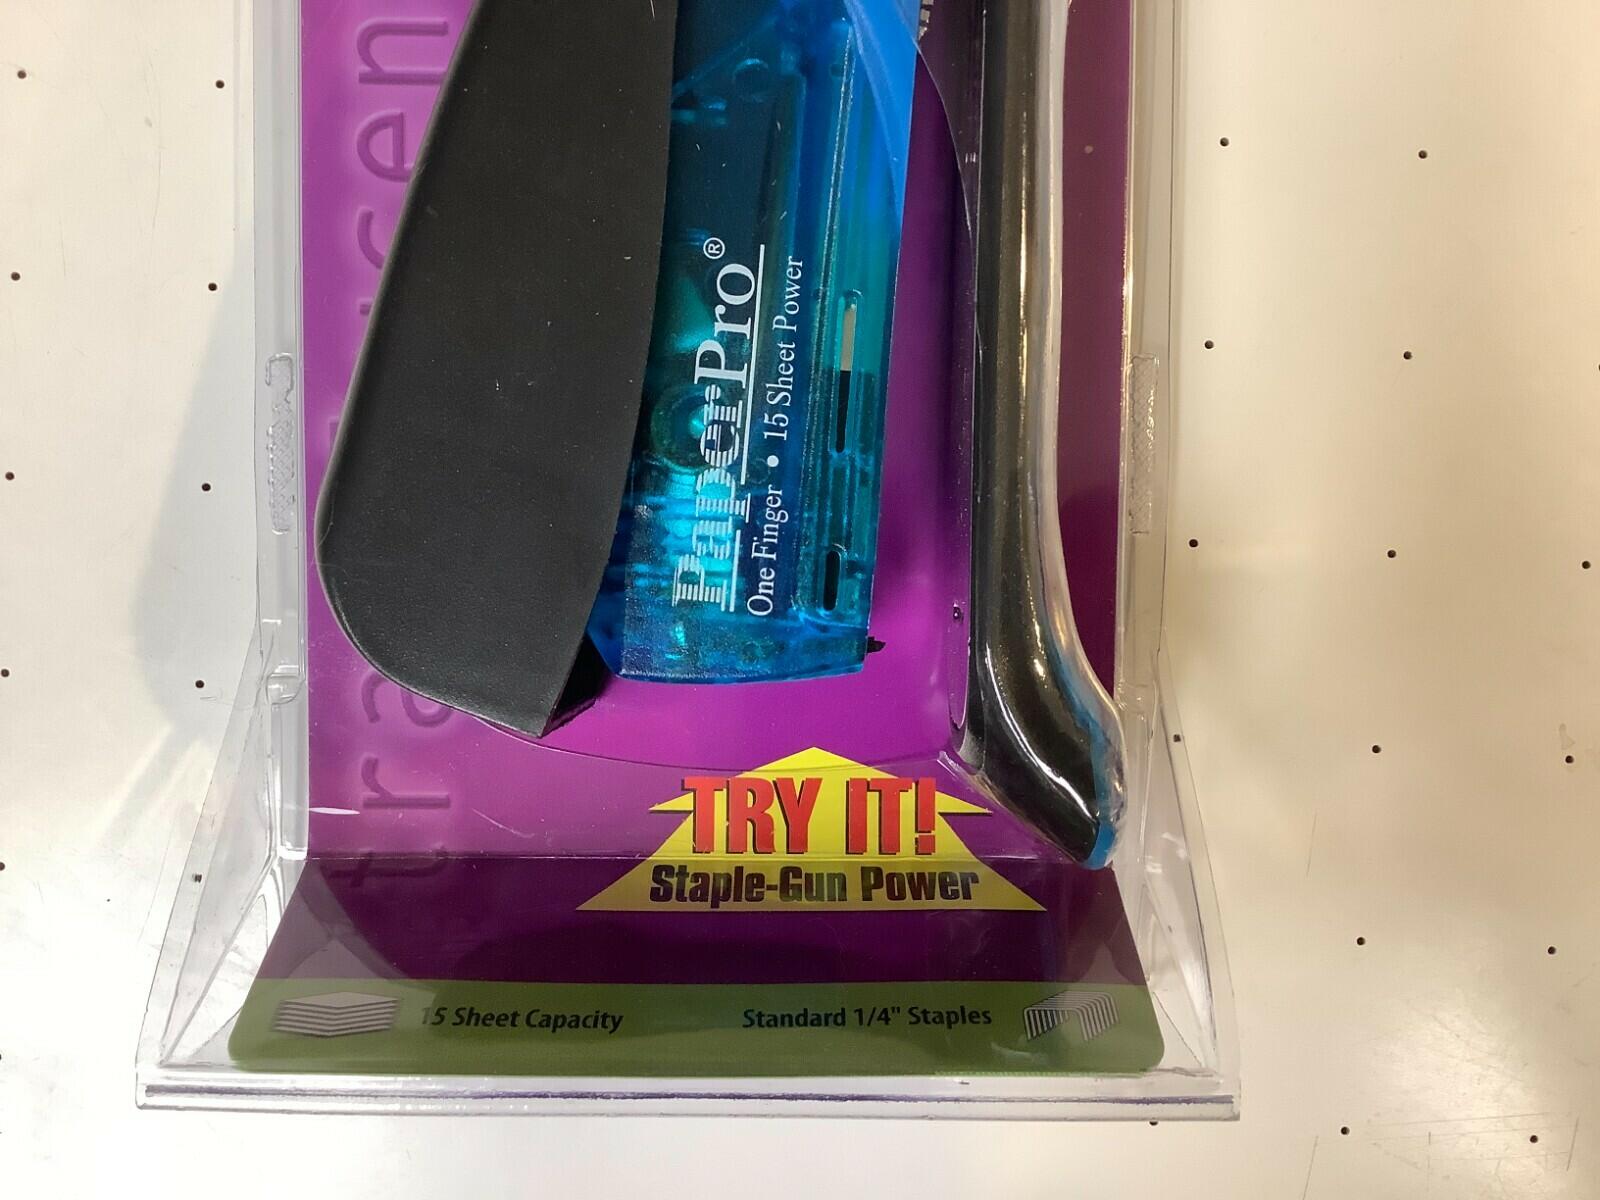 PaperPro®
One Finger • 15 Sheet Power
TRY IT!
Staple-Gun Power
15 Sheet Capacity
Standard 1/4" Staples